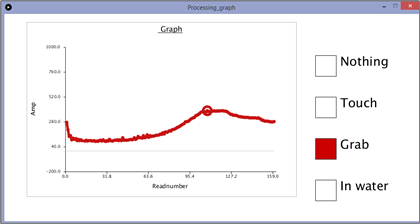 Processing_graph
Graph
1000.0
760.0
520.0
280.0
40.0
-200.0
Amp
0.0 31.8 63.6 95.4 127.2 159.0
Readnumber
Nothing
Touch
Grab
In water